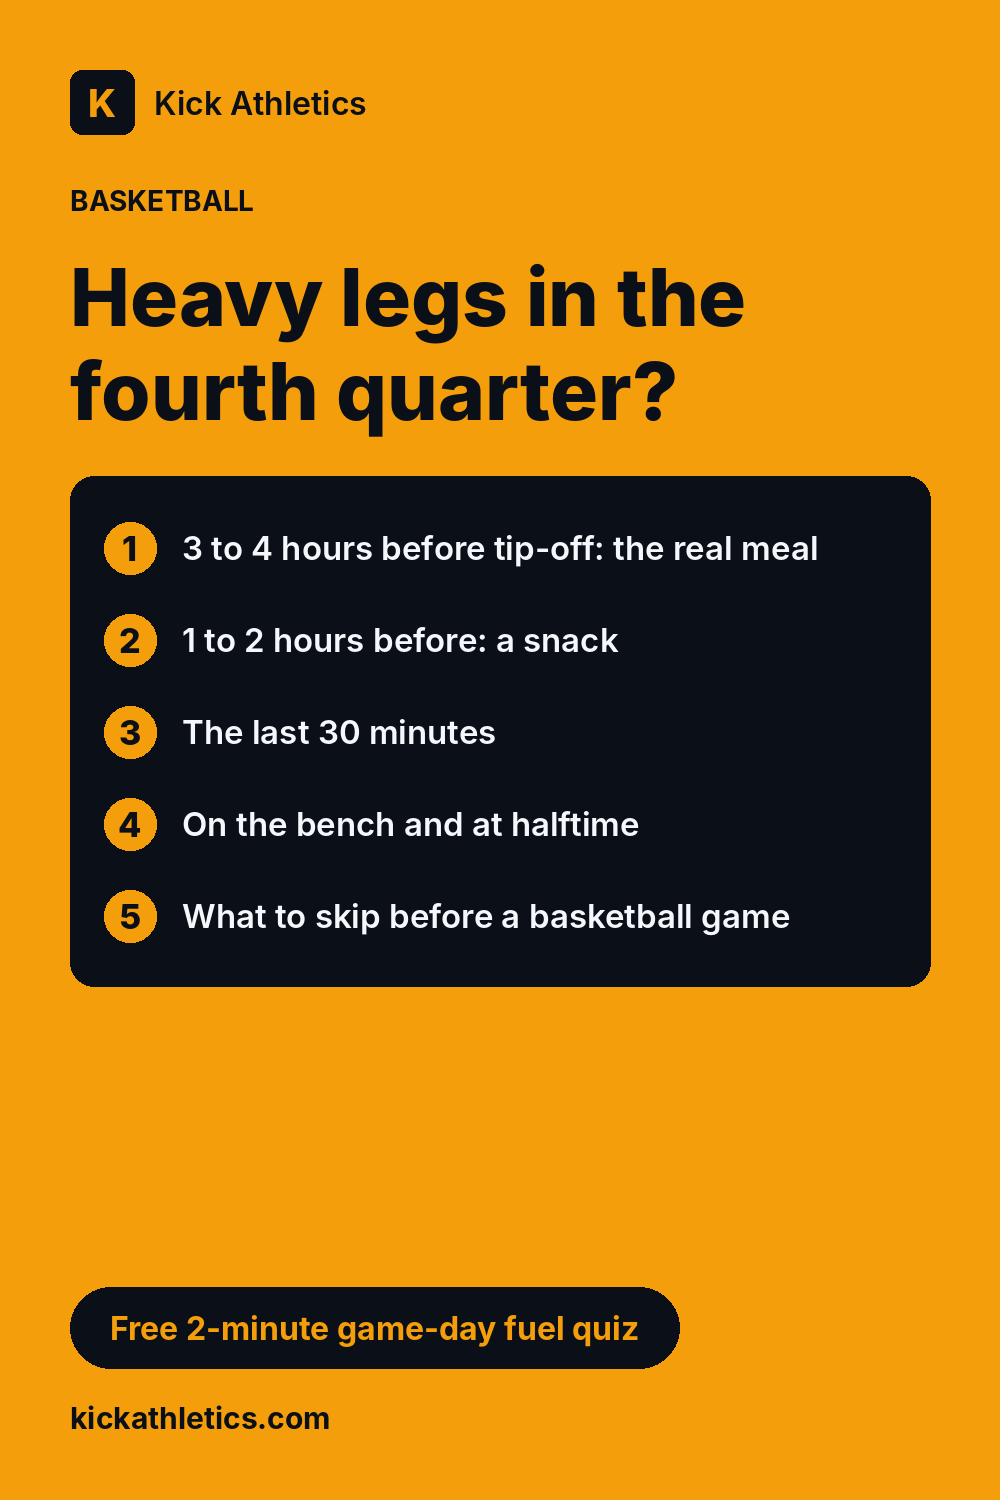 K
Kick Athletics
BASKETBALL
Heavy legs in the
fourth quarter?
1 3 to 4 hours before tip-off: the real meal
2 1 to 2 hours before: a snack
3 The last 30 minutes
4 On the bench and at halftime
5 What to skip before a basketball game
Free 2-minute game-day fuel quiz
kickathletics.com